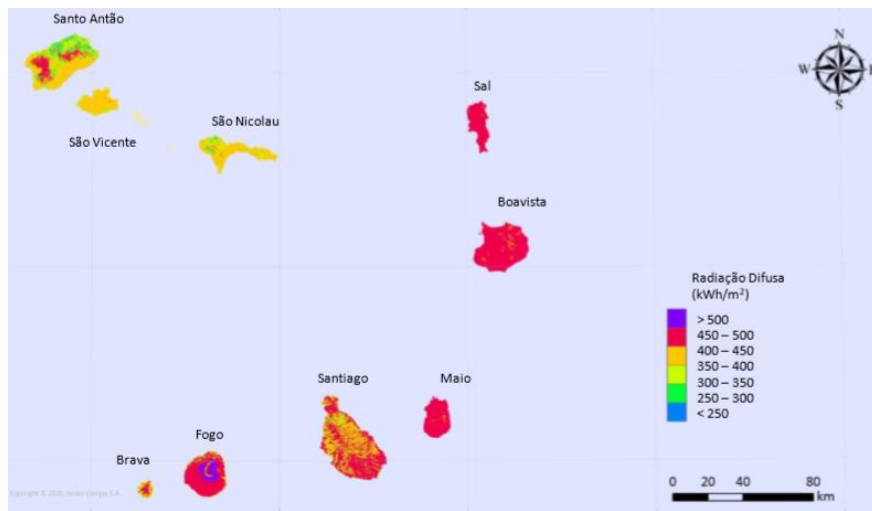 Santo Antão
N
W
E
S
Sal
São Nicolau
São Vicente
Boavista
Radiação Difusa
(kWh/m²)
> 500
450 – 500
400 – 450
350 – 400
300 – 350
250 – 300
< 250
Santiago
Maio
Fogo
Brava
0 40 80
km